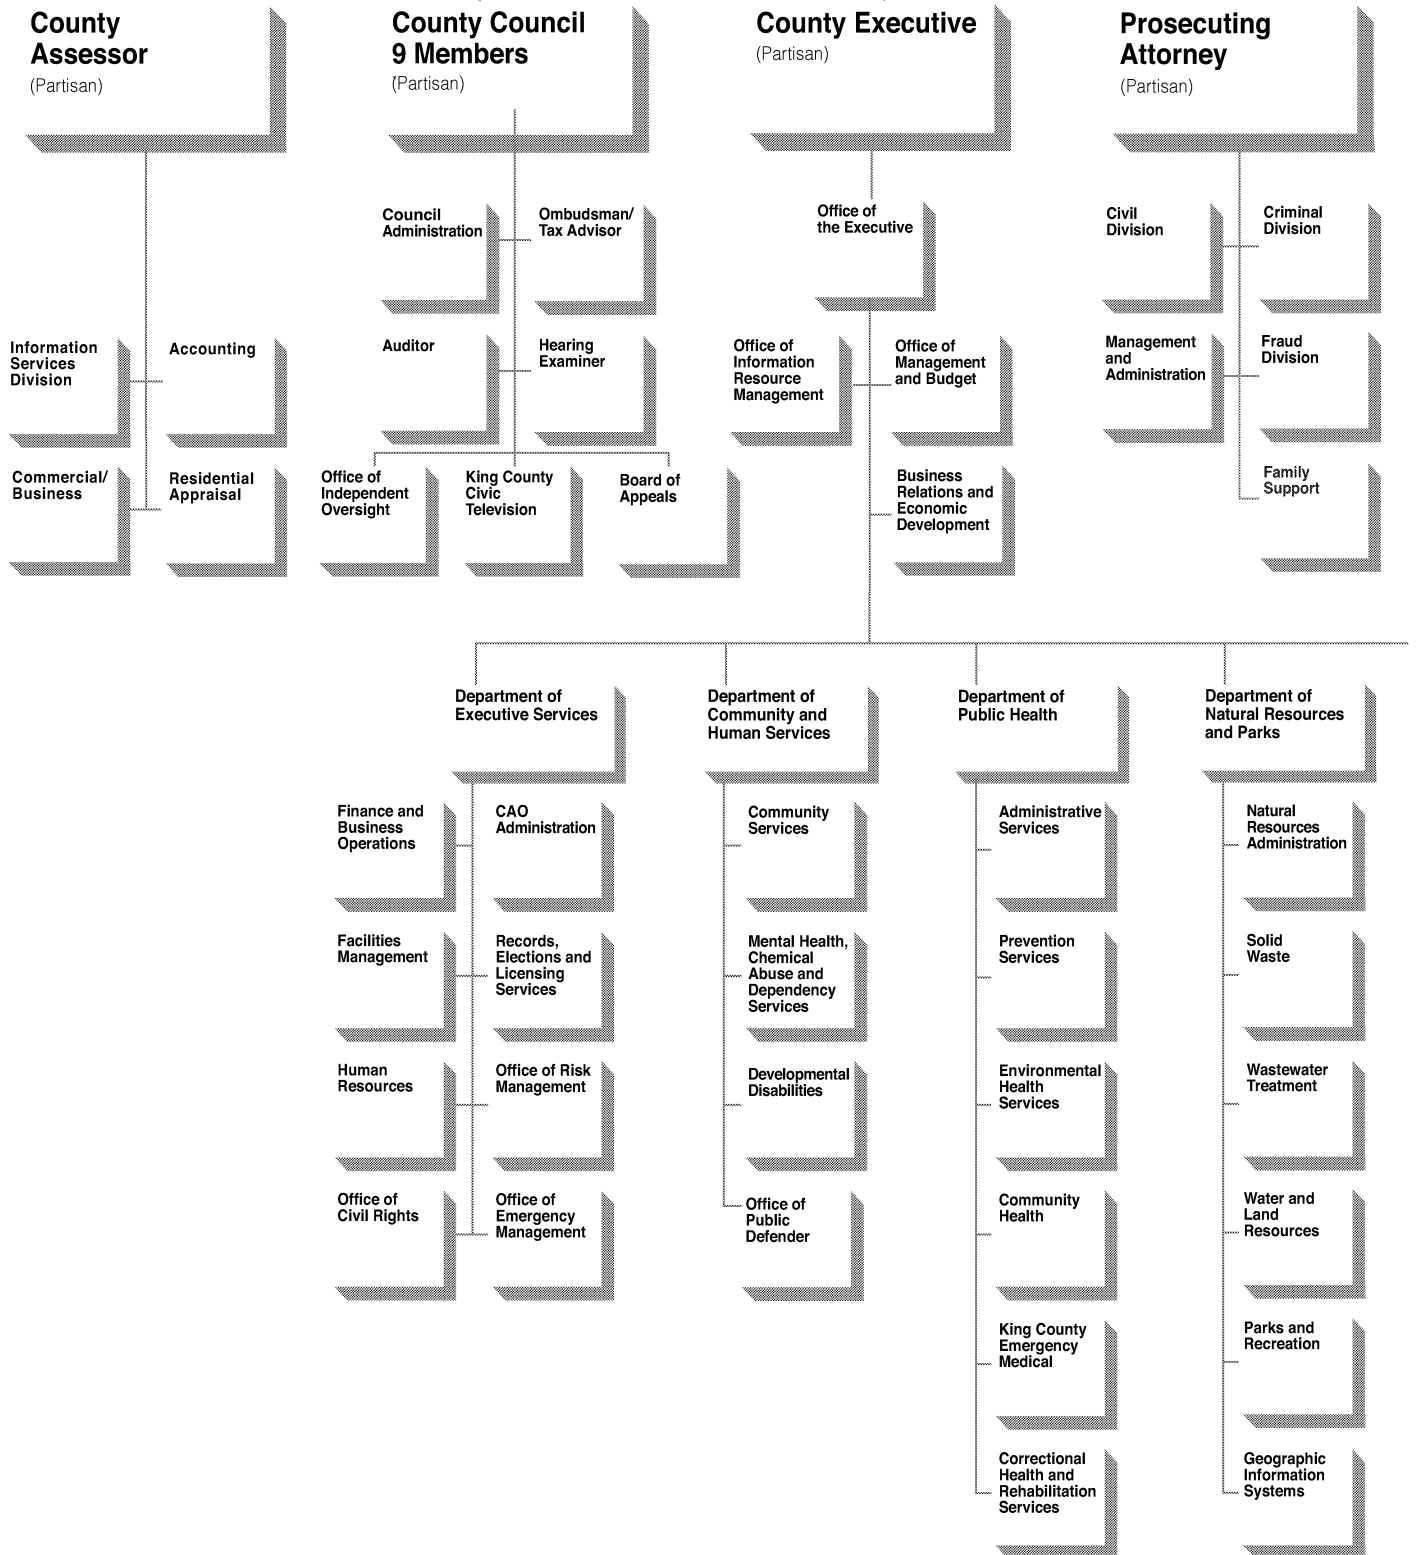 County
Assessor
(Partisan)
County Council
9 Members
(Partisan)
County Executive
(Partisan)
Prosecuting
Attorney
(Partisan)
Information
Services
Division
Accounting
Commercial/
Business
Residential
Appraisal
Council
Administration
Ombudsman/
Tax Advisor
Auditor
Hearing
Examiner
Office of
Independent
Oversight
King County
Civic
Television
Board of
Appeals
Office of
the Executive
Office of
Information
Resource
Management
Office of
Management
and Budget
Business
Relations and
Economic
Development
Civil
Division
Criminal
Division
Management
and
Administration
Fraud
Division
Family
Support
Department of
Executive Services
Finance and
Business
Operations
CAO
Administration
Facilities
Management
Records,
Elections and
Licensing
Services
Human
Resources
Office of Risk
Management
Office of
Civil Rights
Office of
Emergency
Management
Department of
Community and
Human Services
Community
Services
Mental Health,
Chemical
Abuse and
Dependency
Services
Developmental
Disabilities
Office of
Public
Defender
Department of
Public Health
Administrative
Services
Prevention
Services
Environmental
Health
Services
Community
Health
King County
Emergency
Medical
Correctional
Health and
Rehabilitation
Services
Department of
Natural Resources
and Parks
Natural
Resources
Administration
Solid
Waste
Wastewater
Treatment
Water and
Land
Resources
Parks and
Recreation
Geographic
Information
Systems